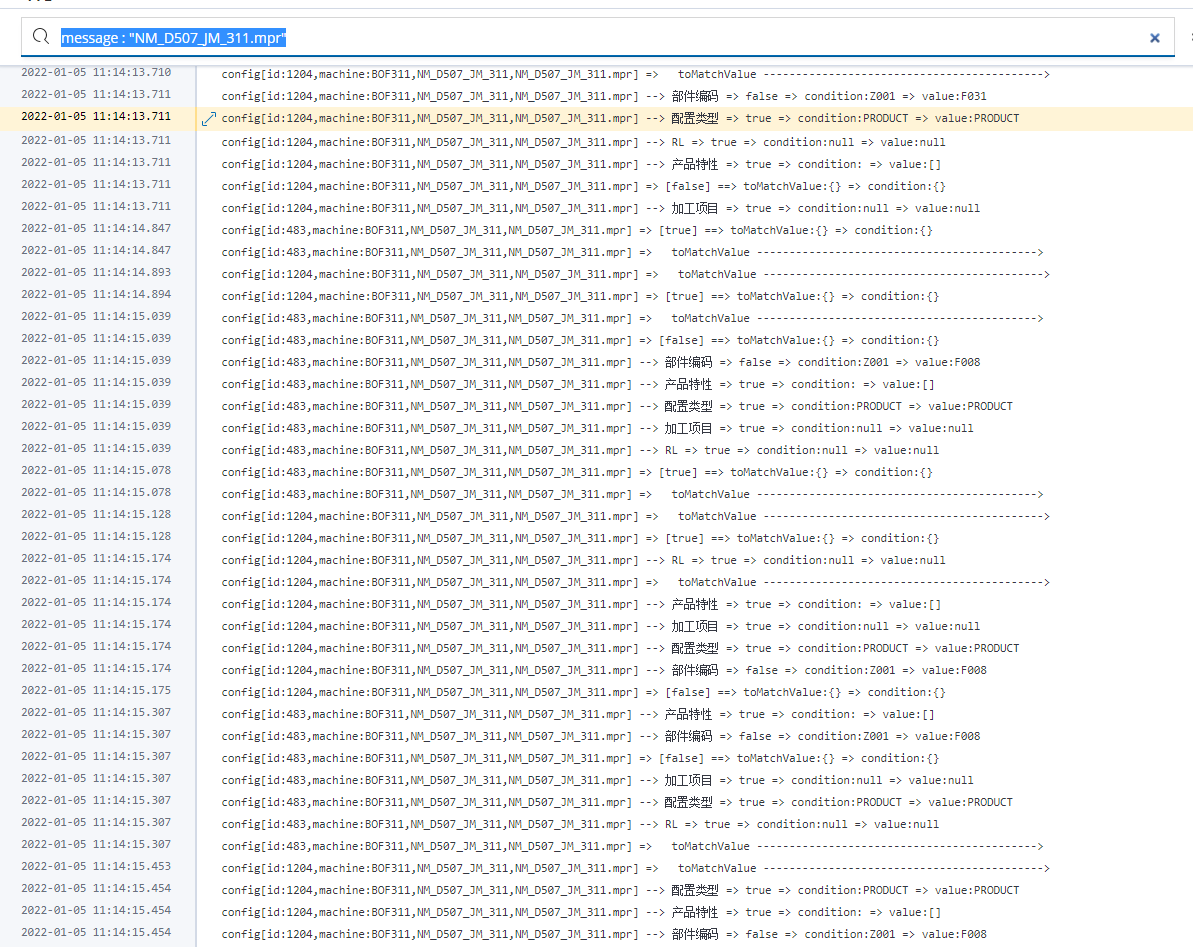 message : "NM_D507_JM_311.mpr"
2022-01-05 11:14:13.710 config[id:1204,machine:BOF311,NM_D507_JM_311,NM_D507_JM_311.mpr] => toMatchValue ------------------------------------------->
2022-01-05 11:14:13.711 config[id:1204,machine:BOF311,NM_D507_JM_311,NM_D507_JM_311.mpr] --> 部件编码 => false => condition:Z001 => value:F031
2022-01-05 11:14:13.711 config[id:1204,machine:BOF311,NM_D507_JM_311,NM_D507_JM_311.mpr] --> 配置类型 => true => condition:PRODUCT => value:PRODUCT
2022-01-05 11:14:13.711 config[id:1204,machine:BOF311,NM_D507_JM_311,NM_D507_JM_311.mpr] --> RL => true => condition:null => value:null
2022-01-05 11:14:13.711 config[id:1204,machine:BOF311,NM_D507_JM_311,NM_D507_JM_311.mpr] --> 产品特性 => true => condition: => value:[]
2022-01-05 11:14:13.711 config[id:1204,machine:BOF311,NM_D507_JM_311,NM_D507_JM_311.mpr] => [false] ==> toMatchValue:{} => condition:{}
2022-01-05 11:14:13.711 config[id:1204,machine:BOF311,NM_D507_JM_311,NM_D507_JM_311.mpr] --> 加工项目 => true => condition:null => value:null
2022-01-05 11:14:14.847 config[id:483,machine:BOF311,NM_D507_JM_311,NM_D507_JM_311.mpr] => [true] ==> toMatchValue:{} => condition:{}
2022-01-05 11:14:14.847 config[id:483,machine:BOF311,NM_D507_JM_311,NM_D507_JM_311.mpr] => toMatchValue ------------------------------------------->
2022-01-05 11:14:14.893 config[id:1204,machine:BOF311,NM_D507_JM_311,NM_D507_JM_311.mpr] => toMatchValue ------------------------------------------->
2022-01-05 11:14:14.894 config[id:1204,machine:BOF311,NM_D507_JM_311,NM_D507_JM_311.mpr] => [true] ==> toMatchValue:{} => condition:{}
2022-01-05 11:14:15.039 config[id:483,machine:BOF311,NM_D507_JM_311,NM_D507_JM_311.mpr] => toMatchValue ------------------------------------------->
2022-01-05 11:14:15.039 config[id:483,machine:BOF311,NM_D507_JM_311,NM_D507_JM_311.mpr] => [false] ==> toMatchValue:{} => condition:{}
2022-01-05 11:14:15.039 config[id:483,machine:BOF311,NM_D507_JM_311,NM_D507_JM_311.mpr] --> 部件编码 => false => condition:Z001 => value:F008
2022-01-05 11:14:15.039 config[id:483,machine:BOF311,NM_D507_JM_311,NM_D507_JM_311.mpr] --> 产品特性 => true => condition: => value:[]
2022-01-05 11:14:15.039 config[id:483,machine:BOF311,NM_D507_JM_311,NM_D507_JM_311.mpr] --> 配置类型 => true => condition:PRODUCT => value:PRODUCT
2022-01-05 11:14:15.039 config[id:483,machine:BOF311,NM_D507_JM_311,NM_D507_JM_311.mpr] --> 加工项目 => true => condition:null => value:null
2022-01-05 11:14:15.039 config[id:483,machine:BOF311,NM_D507_JM_311,NM_D507_JM_311.mpr] --> RL => true => condition:null => value:null
2022-01-05 11:14:15.078 config[id:483,machine:BOF311,NM_D507_JM_311,NM_D507_JM_311.mpr] => [true] ==> toMatchValue:{} => condition:{}
2022-01-05 11:14:15.078 config[id:483,machine:BOF311,NM_D507_JM_311,NM_D507_JM_311.mpr] => toMatchValue ------------------------------------------->
2022-01-05 11:14:15.128 config[id:1204,machine:BOF311,NM_D507_JM_311,NM_D507_JM_311.mpr] => toMatchValue ------------------------------------------->
2022-01-05 11:14:15.128 config[id:1204,machine:BOF311,NM_D507_JM_311,NM_D507_JM_311.mpr] => [true] ==> toMatchValue:{} => condition:{}
2022-01-05 11:14:15.174 config[id:1204,machine:BOF311,NM_D507_JM_311,NM_D507_JM_311.mpr] --> RL => true => condition:null => value:null
2022-01-05 11:14:15.174 config[id:1204,machine:BOF311,NM_D507_JM_311,NM_D507_JM_311.mpr] => toMatchValue ------------------------------------------->
2022-01-05 11:14:15.174 config[id:1204,machine:BOF311,NM_D507_JM_311,NM_D507_JM_311.mpr] --> 产品特性 => true => condition: => value:[]
2022-01-05 11:14:15.174 config[id:1204,machine:BOF311,NM_D507_JM_311,NM_D507_JM_311.mpr] --> 加工项目 => true => condition:null => value:null
2022-01-05 11:14:15.174 config[id:1204,machine:BOF311,NM_D507_JM_311,NM_D507_JM_311.mpr] --> 配置类型 => true => condition:PRODUCT => value:PRODUCT
2022-01-05 11:14:15.174 config[id:1204,machine:BOF311,NM_D507_JM_311,NM_D507_JM_311.mpr] --> 部件编码 => false => condition:Z001 => value:F008
2022-01-05 11:14:15.175 config[id:1204,machine:BOF311,NM_D507_JM_311,NM_D507_JM_311.mpr] => [false] ==> toMatchValue:{} => condition:{}
2022-01-05 11:14:15.307 config[id:483,machine:BOF311,NM_D507_JM_311,NM_D507_JM_311.mpr] --> 产品特性 => true => condition: => value:[]
2022-01-05 11:14:15.307 config[id:483,machine:BOF311,NM_D507_JM_311,NM_D507_JM_311.mpr] --> 部件编码 => false => condition:Z001 => value:F008
2022-01-05 11:14:15.307 config[id:483,machine:BOF311,NM_D507_JM_311,NM_D507_JM_311.mpr] => [false] ==> toMatchValue:{} => condition:{}
2022-01-05 11:14:15.307 config[id:483,machine:BOF311,NM_D507_JM_311,NM_D507_JM_311.mpr] --> 加工项目 => true => condition:null => value:null
2022-01-05 11:14:15.307 config[id:483,machine:BOF311,NM_D507_JM_311,NM_D507_JM_311.mpr] --> 配置类型 => true => condition:PRODUCT => value:PRODUCT
2022-01-05 11:14:15.307 config[id:483,machine:BOF311,NM_D507_JM_311,NM_D507_JM_311.mpr] --> RL => true => condition:null => value:null
2022-01-05 11:14:15.307 config[id:483,machine:BOF311,NM_D507_JM_311,NM_D507_JM_311.mpr] => toMatchValue ------------------------------------------->
2022-01-05 11:14:15.453 config[id:1204,machine:BOF311,NM_D507_JM_311,NM_D507_JM_311.mpr] => toMatchValue ------------------------------------------->
2022-01-05 11:14:15.454 config[id:1204,machine:BOF311,NM_D507_JM_311,NM_D507_JM_311.mpr] --> 配置类型 => true => condition:PRODUCT => value:PRODUCT
2022-01-05 11:14:15.454 config[id:1204,machine:BOF311,NM_D507_JM_311,NM_D507_JM_311.mpr] --> 产品特性 => true => condition: => value:[]
2022-01-05 11:14:15.454 config[id:1204,machine:BOF311,NM_D507_JM_311,NM_D507_JM_311.mpr] --> 部件编码 => false => condition:Z001 => value:F008